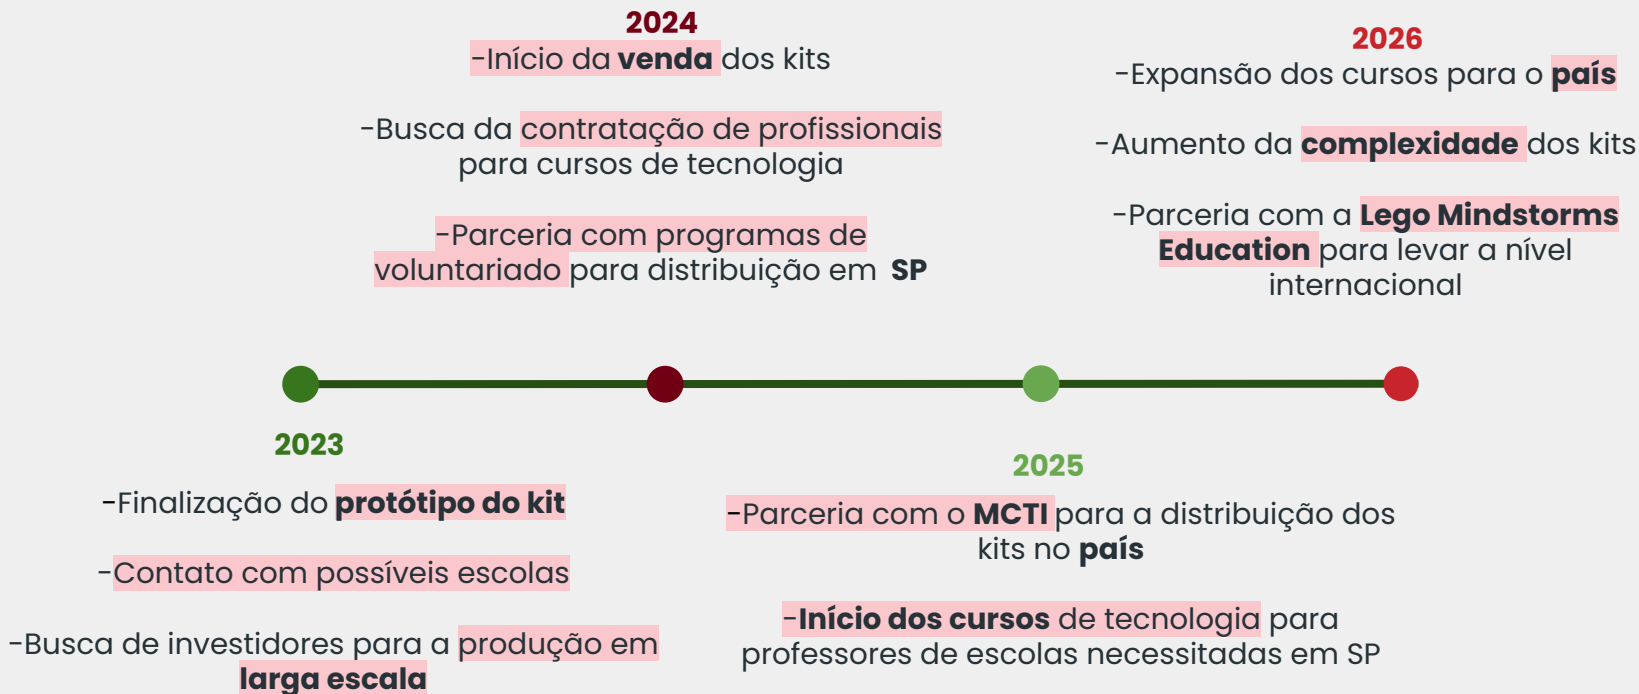 2024
-Início da venda dos kits
-Busca da contratação de profissionais
para cursos de tecnologia
-Parceria com programas de
voluntariado para distribuição em SP
2026
-Expansão dos cursos para o país
-Aumento da complexidade dos kits
-Parceria com a Lego Mindstorms
Education para levar a nível
internacional
2023
-Finalização do protótipo do kit
-Contato com possíveis escolas
-Busca de investidores para a produção em
larga escala
2025
-Parceria com o MCTI para a distribuição dos
kits no país
-Início dos cursos de tecnologia para
professores de escolas necessitadas em SP